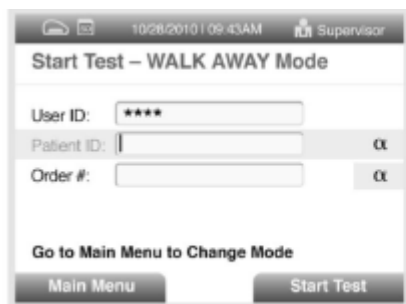 10/28/2010 | 09:43AM Supervisor
Start Test – WALK AWAY Mode
User ID: ****
Patient ID: α
Order #: α
Go to Main Menu to Change Mode
Main Menu Start Test